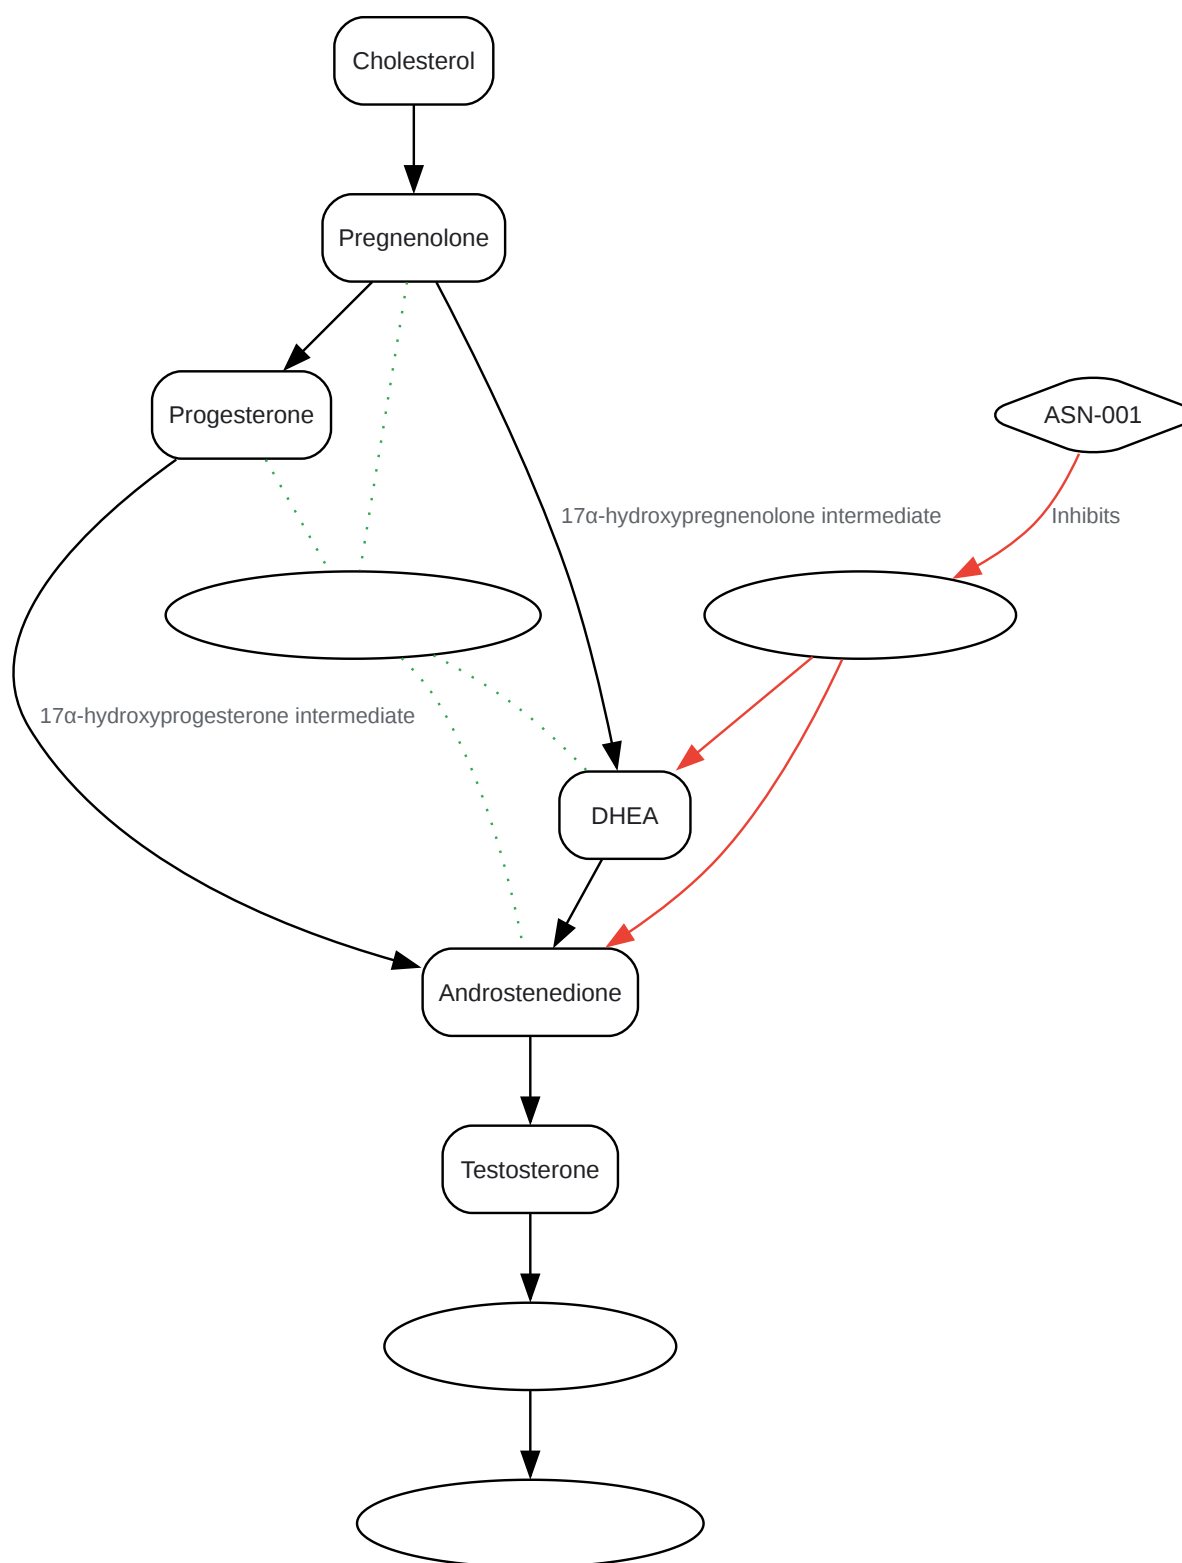 Cholesterol
Pregnenolone
Progesterone
ASN-001
17α-hydroxypregnenolone intermediate
Inhibits
17α-hydroxyprogesterone intermediate
DHEA
Androstenedione
Testosterone